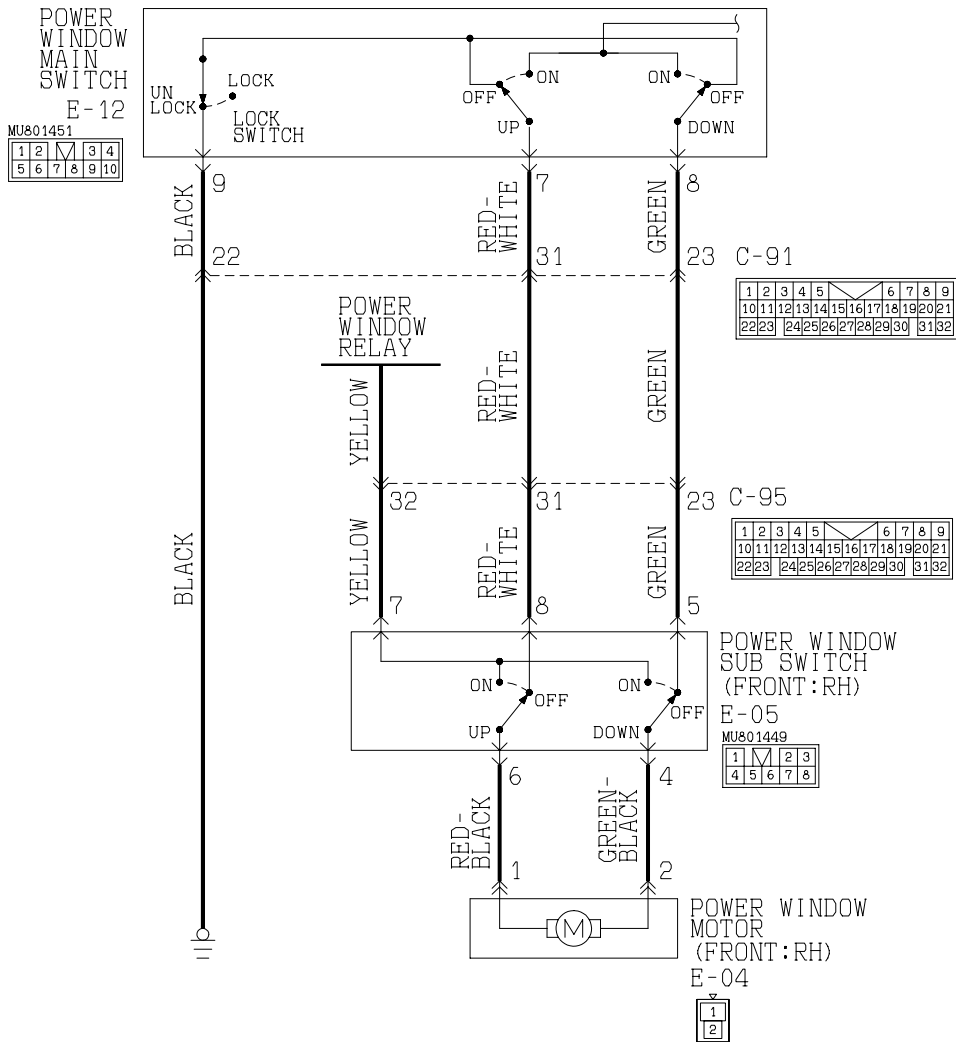 POWER
WINDOW
MAIN
SWITCH
E-12
MU801451
1 2 3 4
5 6 7 8 9 10
UN
LOCK
LOCK
LOCK
SWITCH
OFF
ON
UP
ON
OFF
DOWN
9
7
8
BLACK
RED-
WHITE
GREEN
22
31
23
C-91
1 2 3 4 5 6 7 8 9
10 11 12 13 14 15 16 17 18 19 20 21
22 23 24 25 26 27 28 29 30 31 32
POWER
WINDOW
RELAY
YELLOW
RED-
WHITE
GREEN
32
31
23
C-95
1 2 3 4 5 6 7 8 9
10 11 12 13 14 15 16 17 18 19 20 21
22 23 24 25 26 27 28 29 30 31 32
BLACK
YELLOW
RED-
WHITE
GREEN
7
8
5
ON
OFF
UP
ON
OFF
DOWN
POWER WINDOW
SUB SWITCH
(FRONT:RH)
E-05
MU801449
1 2 3
4 5 6 7 8
6
4
RED-
BLACK
GREEN-
BLACK
1
2
M
POWER WINDOW
MOTOR
(FRONT:RH)
E-04
1
2